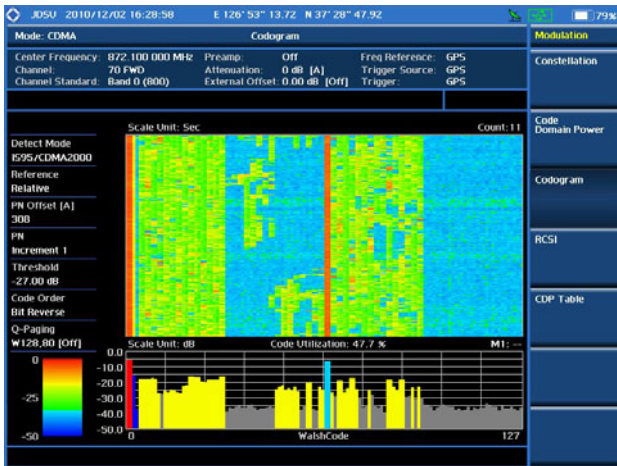 JDSU 2010/12/02 16:28:58 E 126° 53'' 13.72 N 37° 28'' 47.92 79%
Mode: CDMA Codogram
Modulation
Center Frequency: 872.100 000 MHz Preamp: Off Freq Reference: GPS
Channel: 70 FWD Attenuation: 0 dB [A] Trigger Source: GPS
Channel Standard: Band 0 (800) External Offset: 0.00 dB [Off] Trigger: GPS
Constellation
Code
Domain Power
Codogram
RCSI
CDP Table
Scale Unit: Sec Count:11
Detect Mode
IS95/CDMA2000
Reference
Relative
PN Offset [A]
308
PN
Increment 1
Threshold
-27.00 dB
Code Order
Bit Reverse
Q-Paging
W128,80 [Off]
Scale Unit: dB Code Utilization: 47.7 % M1: --
0
-25
-50
0.0
-10.0
-20.0
-30.0
-40.0
-50.0
0 WalshCode 127